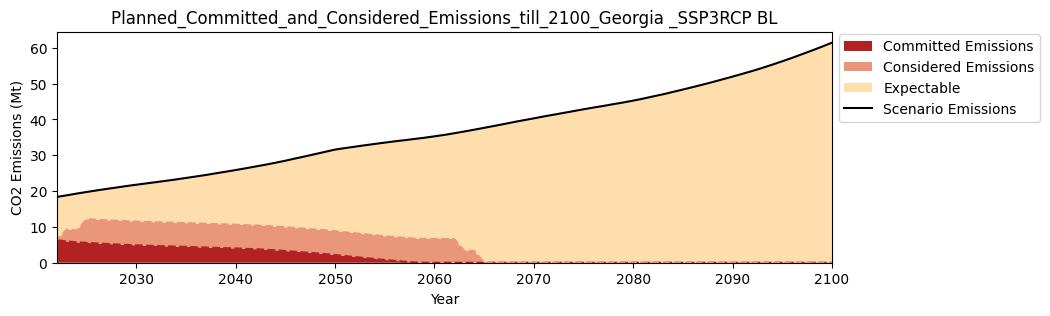 Planned_Committed_and_Considered_Emissions_till_2100_Georgia _SSP3RCP BL
CO2 Emissions (Mt)
60
50
40
30
20
10
0
2030 2040 2050 2060 2070 2080 2090 2100
Year
Committed Emissions
Considered Emissions
Expectable
Scenario Emissions